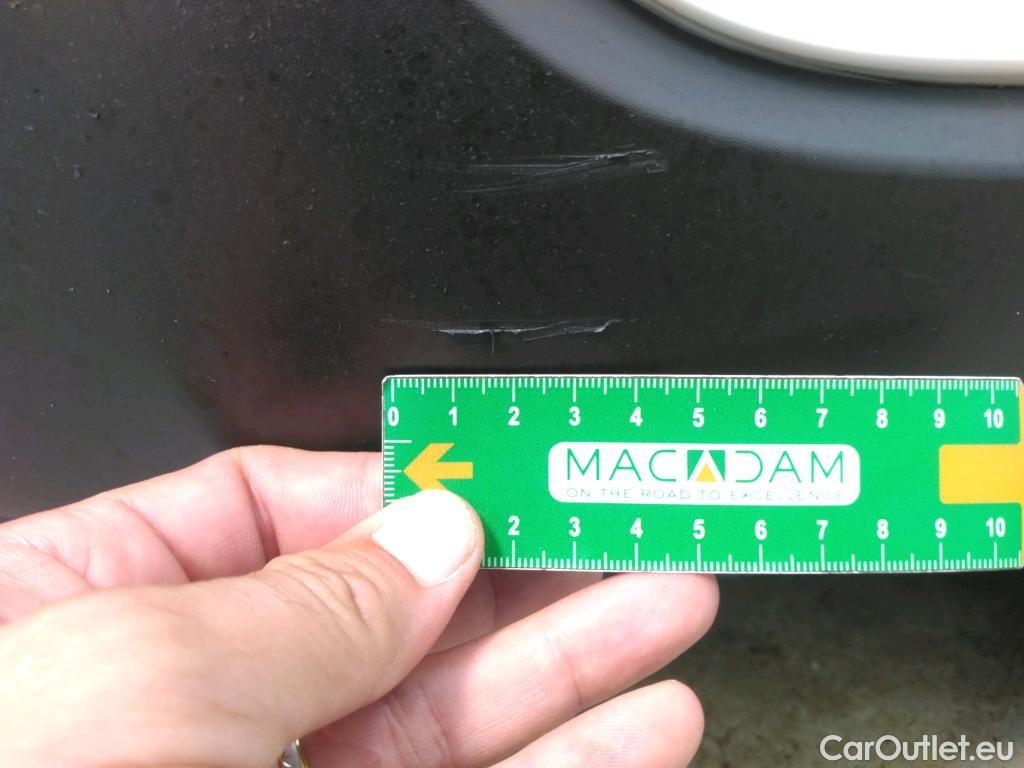 0 1 2 3 4 5 6 7 8 9 10
MACADAM
ON THE ROAD TO EXCELLENCE
2 3 4 5 6 7 8 9 10
CarOutlet.eu